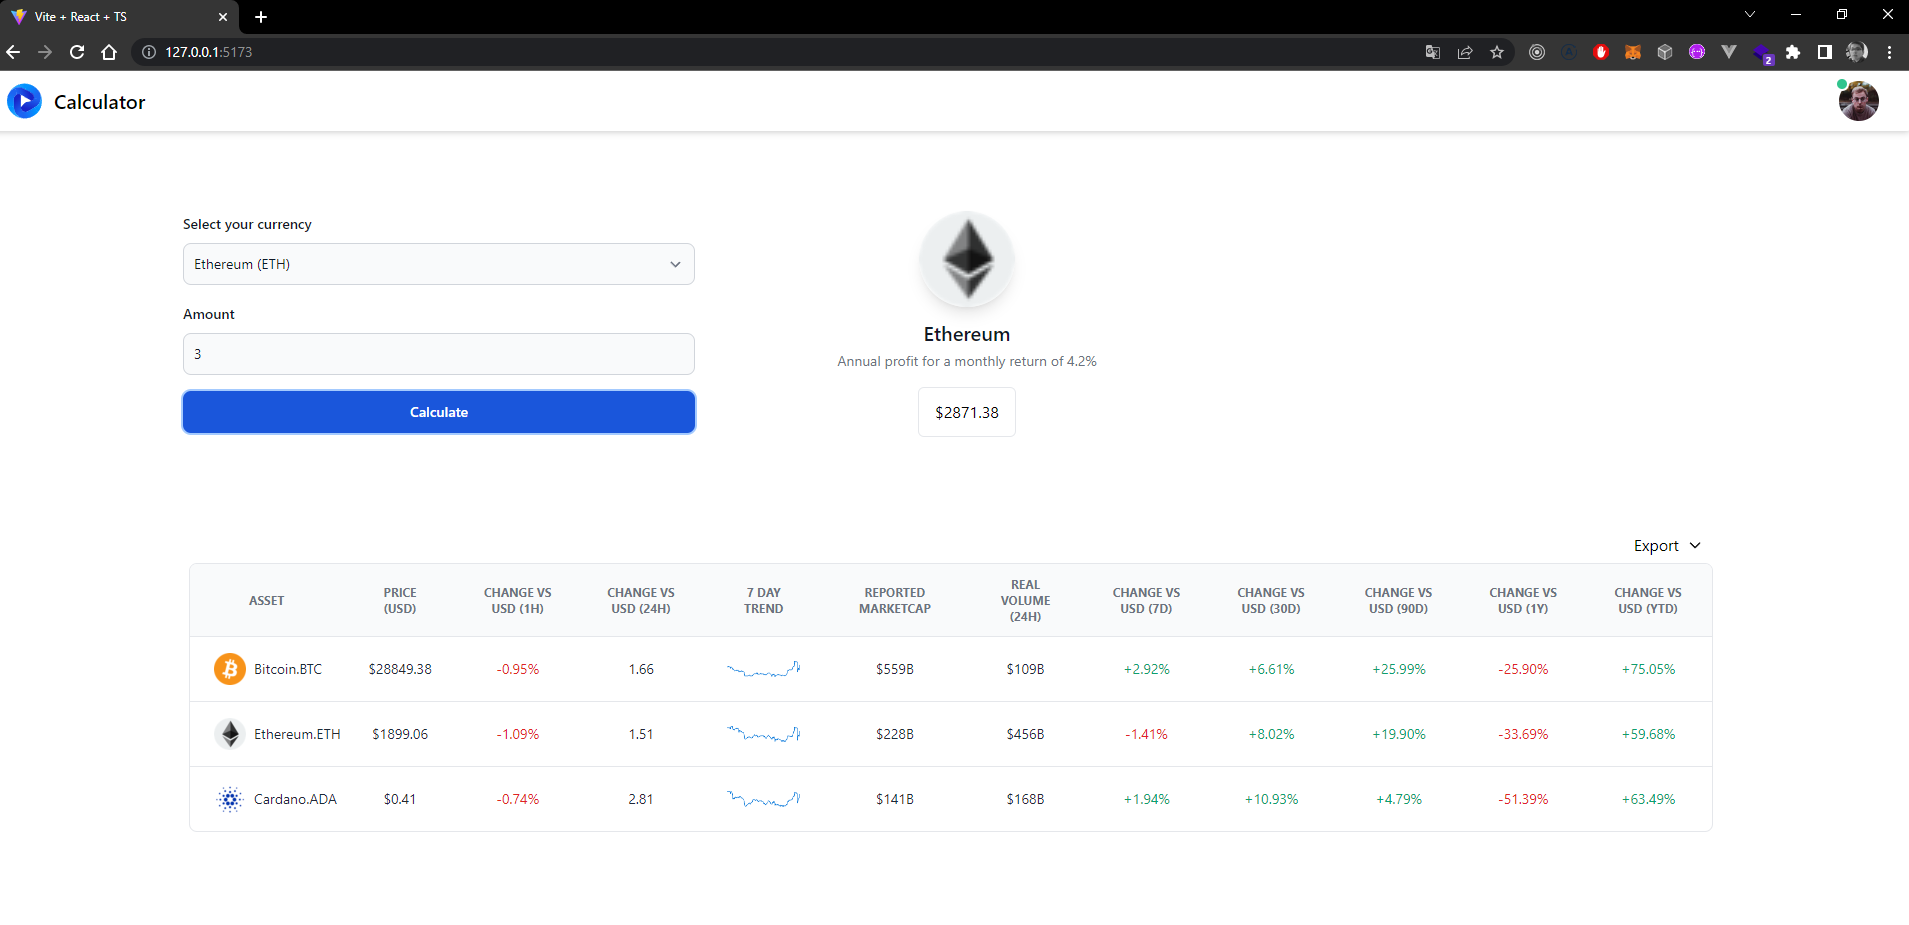 Vite + React + TS
127.0.0.1:5173
2
Calculator
Select your currency
Ethereum (ETH)
Amount
3
Calculate
Ethereum
Annual profit for a monthly return of 4.2%
$2871.38
Export
ASSET PRICE (USD) CHANGE VS USD (1H) CHANGE VS USD (24H) 7 DAY TREND REPORTED MARKETCAP REAL VOLUME (24H) CHANGE VS USD (7D) CHANGE VS USD (30D) CHANGE VS USD (90D) CHANGE VS USD (1Y) CHANGE VS USD (YTD)
Bitcoin.BTC $28849.38 -0.95% 1.66 $559B $109B +2.92% +6.61% +25.99% -25.90% +75.05%
Ethereum.ETH $1899.06 -1.09% 1.51 $228B $456B -1.41% +8.02% +19.90% -33.69% +59.68%
Cardano.ADA $0.41 -0.74% 2.81 $141B $168B +1.94% +10.93% +4.79% -51.39% +63.49%